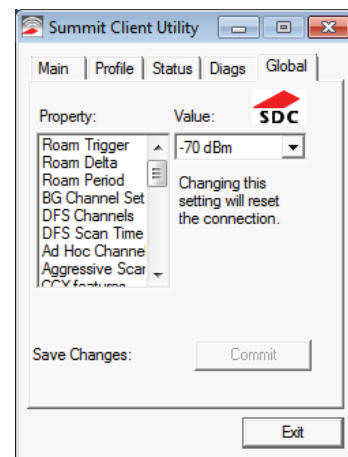 Summit Client Utility
Main Profile Status Diags Global
Property: Value: SDC
Roam Trigger
Roam Delta
Roam Period
BG Channel Set
DFS Channels
DFS Scan Time
Ad Hoc Channe
Aggressive Scar
CCX features
-70 dBm
Changing this
setting will reset
the connection.
Save Changes: Commit
Exit